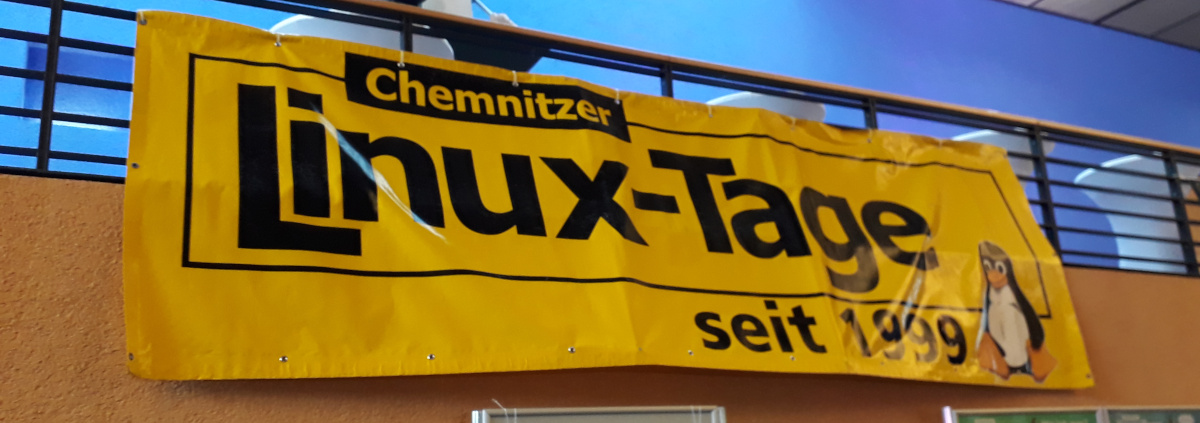 Chemnitzer
Linux-Tage
seit 1999